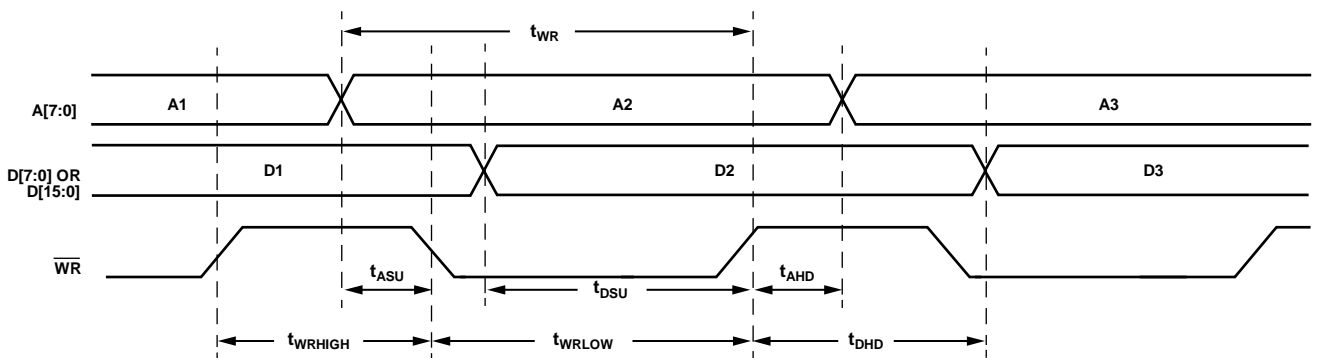 tWR
A[7:0]
A1
A2
A3
D[7:0] OR
D[15:0]
D1
D2
D3
WR
tASU
tDSU
tAHD
tWRHIGH
tWRLOW
tDHD